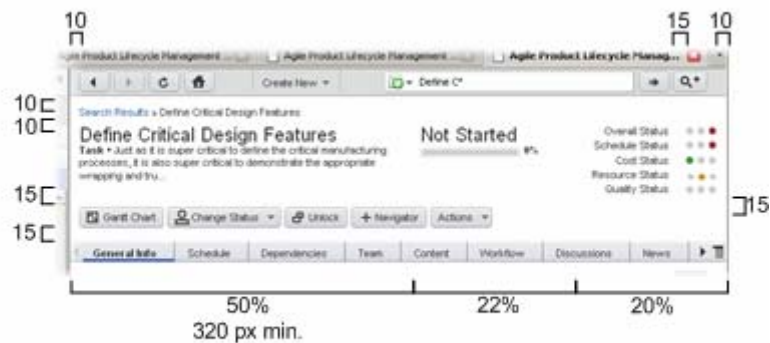 10 15 10
Agile Product Lifecycle Management ... Agile Product Lifecycle Management ... Agile Product Lifecycle Manag...
Create New Define C*
10 Search Results » Define Critical Design Features
10 Define Critical Design Features Not Started Overall Status
Task • Just as it is super critical to define the critical manufacturing 0% Schedule Status
processes, it is also super critical to demonstrate the appropriate Cost Status
wrapping and tru... Resource Status
15 Quality Status 15
15 Gantt Chart Change Status Unlock Navigator Actions
General Info Schedule Dependencies Team Content Workflow Discussions News
50% 22% 20%
320 px min.